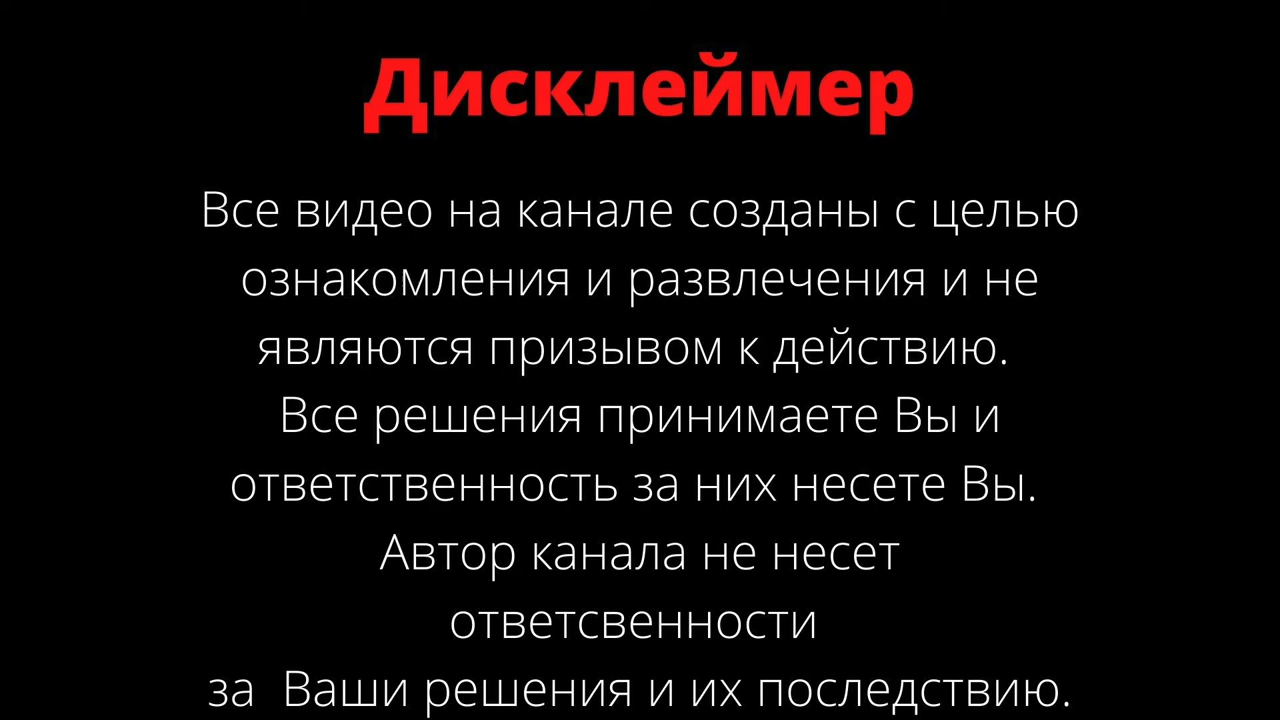 Дисклеймер
Все видео на канале созданы с целью
ознакомления и развлечения и не
являются призывом к действию.
Все решения принимаете Вы и
ответственность за них несете Вы.
Автор канала не несет
ответсвенности
за Ваши решения и их последствию.